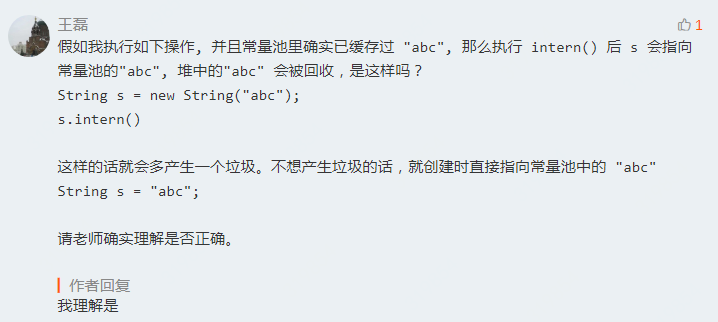 王磊
1
假如我执行如下操作, 并且常量池里确实已缓存过 "abc", 那么执行 intern() 后 s 会指向
常量池的"abc", 堆中的"abc" 会被回收，是这样吗？
String s = new String("abc");
s.intern()
这样的话就会多产生一个垃圾。不想产生垃圾的话，就创建时直接指向常量池中的 "abc"
String s = "abc";
请老师确实理解是否正确。
作者回复
我理解是